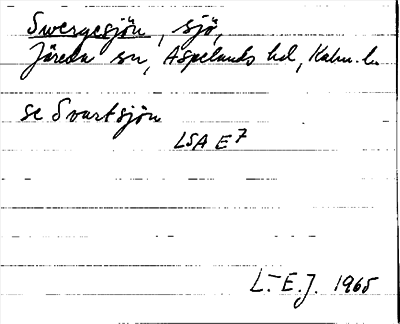 Swergesjön, sjö,
Järeda sn, Aspelands hd, Kalm. l.
se Svartsjön
LSA E7
L.-E.J. 1965